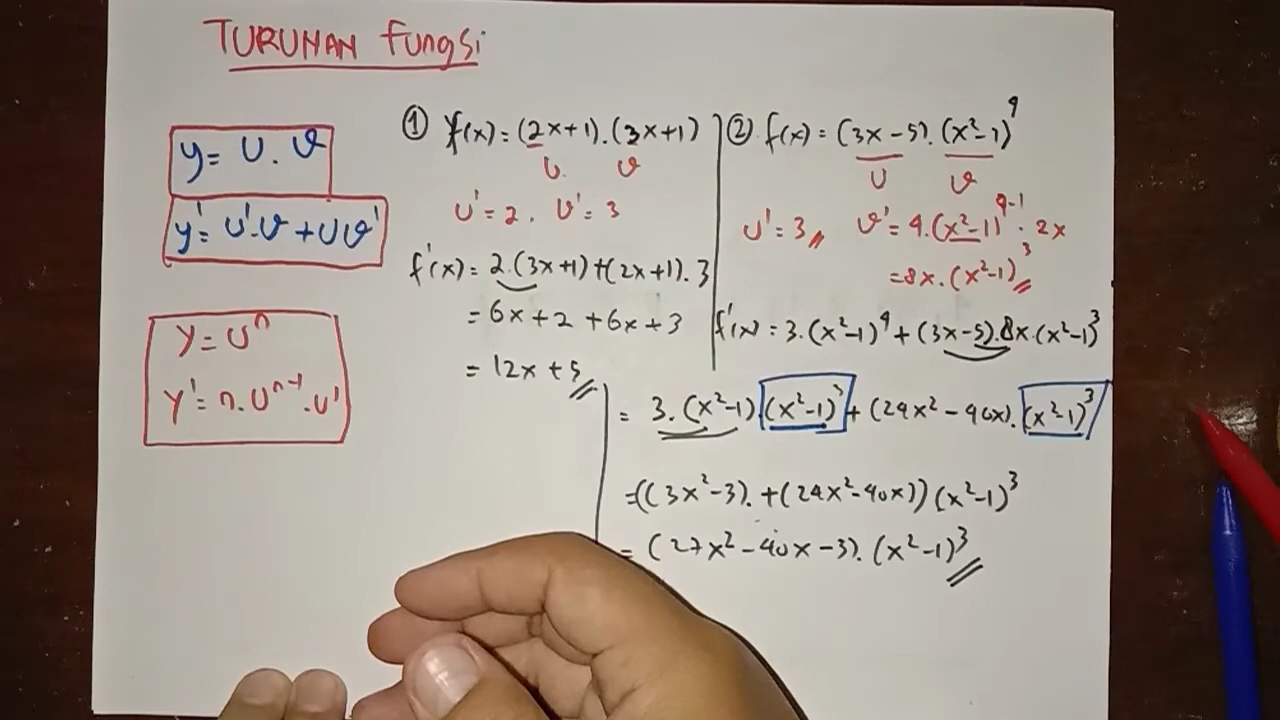 TURUNAN fungsi
y = U . V
y' = U'.V + UV'
y = Uⁿ
y' = n.Uⁿ⁻¹.U'
① f(x) = (2x+1).(3x+1)
U. V
U' = 2, V' = 3
f'(x) = 2.(3x+1)+(2x+1).3
= 6x+2 +6x+3
= 12x +5
② f(x) = (3x-5).(x²-1)⁴
U V
U' = 3, V' = 4.(x²-1)⁴⁻¹ . 2x
= 8x.(x²-1)³
f'(x) = 3.(x²-1)⁴ + (3x-5).8x.(x²-1)³
= 3.(x²-1).(x²-1)³ + (24x² - 40x).(x²-1)³
= ((3x²-3). + (24x²-40x)) (x²-1)³
= (27x² - 40x - 3). (x²-1)³